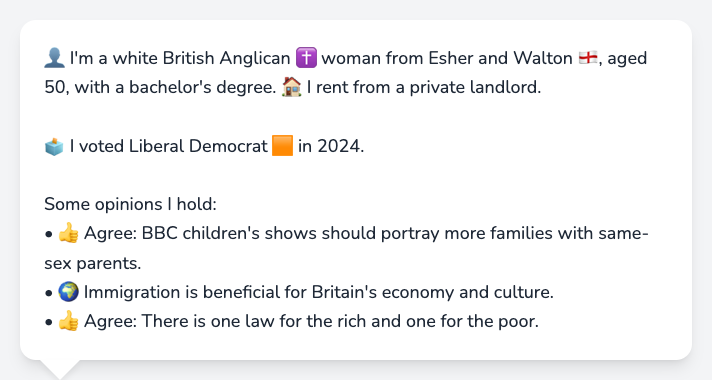 👤 I'm a white British Anglican ✝️ woman from Esher and Walton 🏴󠁧󠁢󠁥󠁮󠁧󠁿, aged
50, with a bachelor's degree. 🏠 I rent from a private landlord.
🗳️ I voted Liberal Democrat 🟧 in 2024.
Some opinions I hold:
• 👍 Agree: BBC children's shows should portray more families with same-
sex parents.
• 🌍 Immigration is beneficial for Britain's economy and culture.
• 👍 Agree: There is one law for the rich and one for the poor.